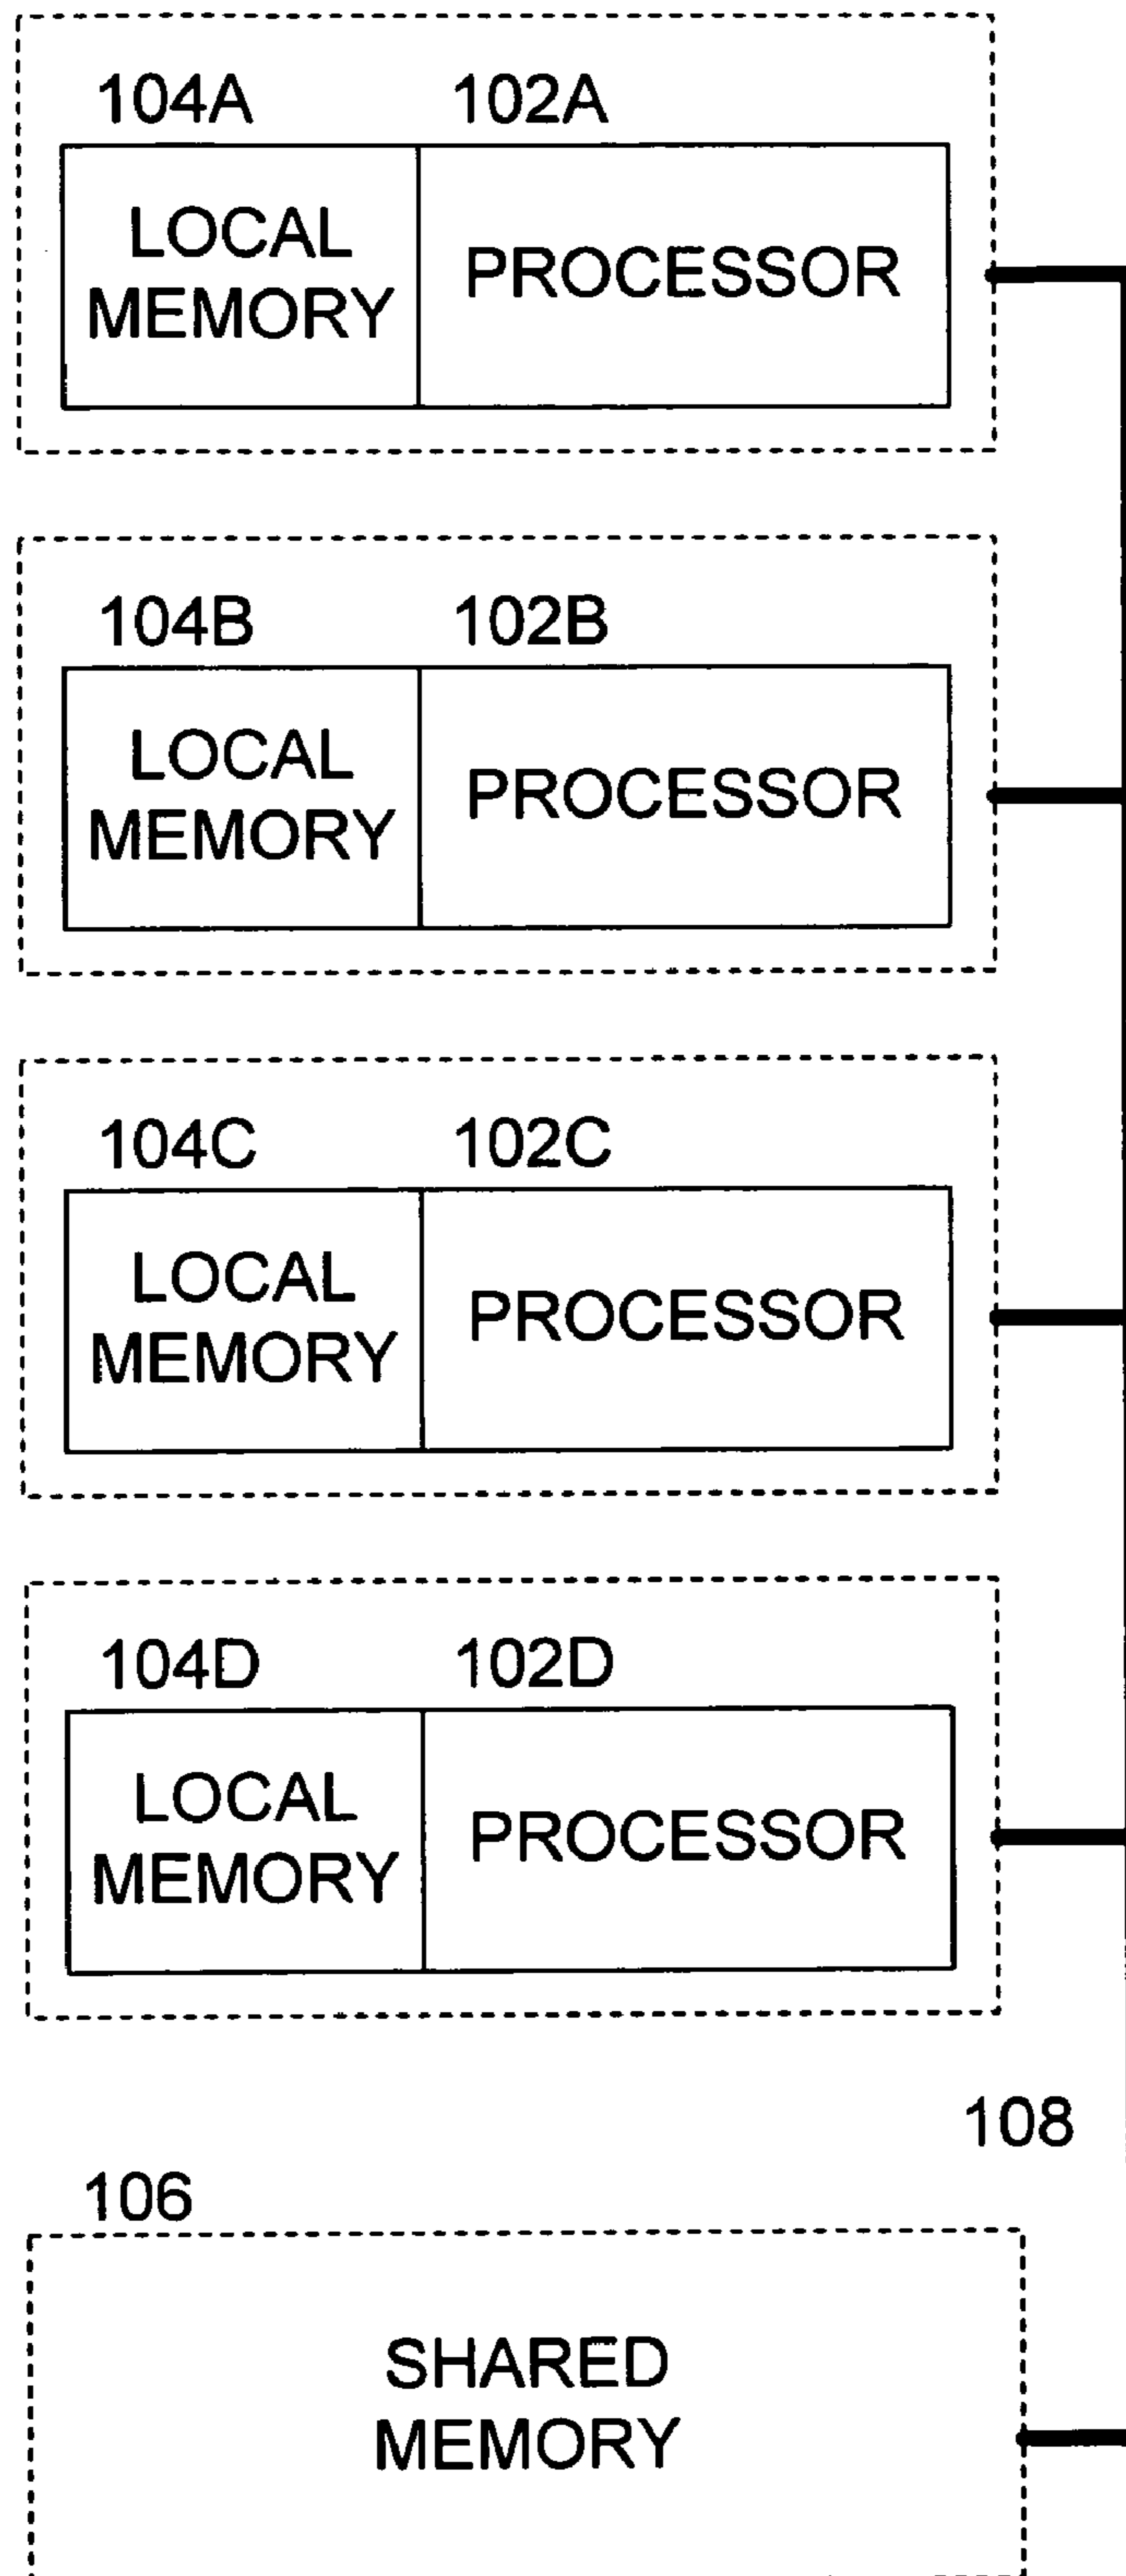 104A 102A
LOCAL
MEMORY
PROCESSOR
104B 102B
LOCAL
MEMORY
PROCESSOR
104C 102C
LOCAL
MEMORY
PROCESSOR
104D 102D
LOCAL
MEMORY
PROCESSOR
108
106
SHARED
MEMORY